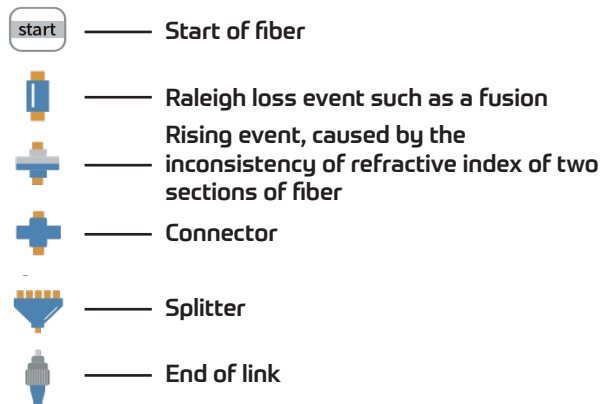 start
Start of fiber
Raleigh loss event such as a fusion
Rising event, caused by the
inconsistency of refractive index of two
sections of fiber
Connector
Splitter
End of link